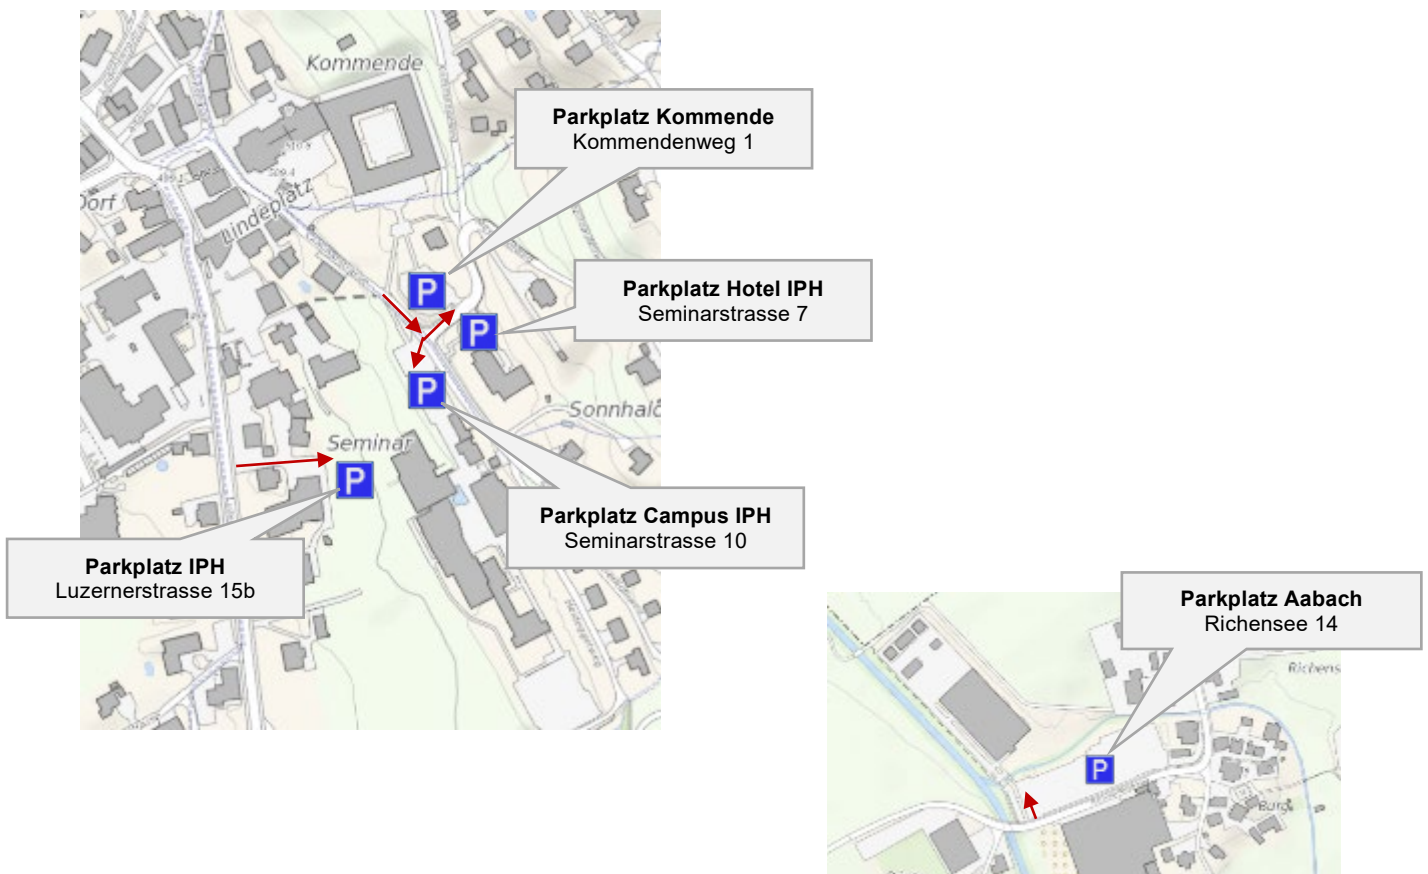 Kommende
Parkplatz Kommende
Kommendenweg 1
Dorf
Lindeplatz
P
Parkplatz Hotel IPH
Seminarstrasse 7
P
P
Sonnhald
Seminar
P
Parkplatz Campus IPH
Seminarstrasse 10
Parkplatz IPH
Luzernerstrasse 15b
Parkplatz Aabach
Richensee 14
Richens
P
Burg